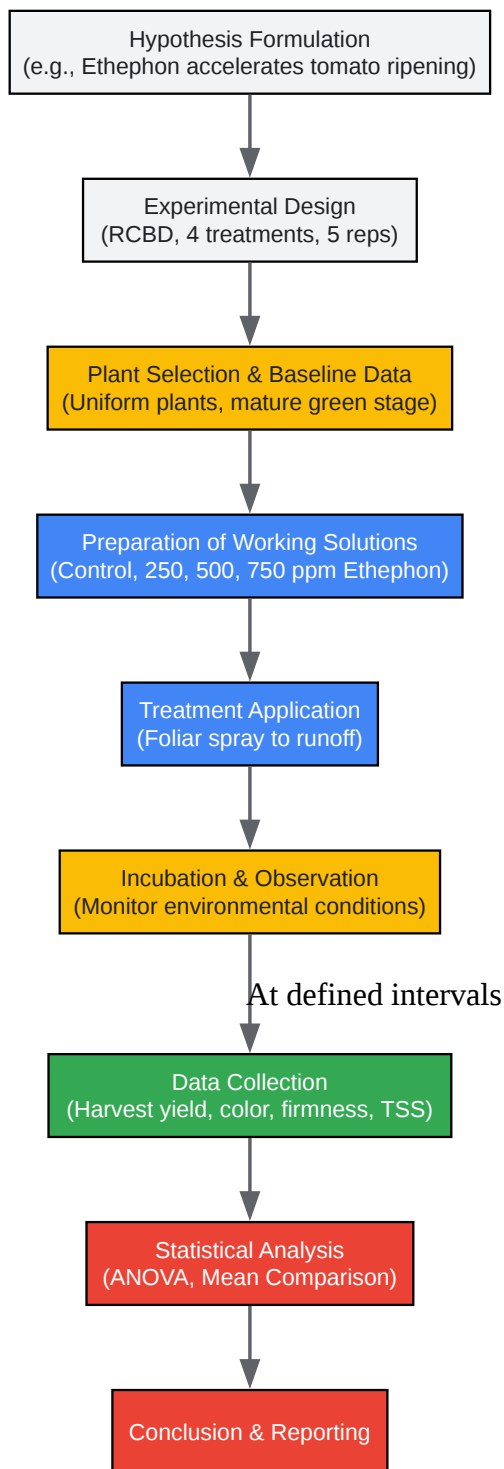 Hypothesis Formulation
(e.g., Ethephon accelerates tomato ripening)
Experimental Design
(RCBD, 4 treatments, 5 reps)
Plant Selection & Baseline Data
(Uniform plants, mature green stage)
Preparation of Working Solutions
(Control, 250, 500, 750 ppm Ethephon)
Treatment Application
(Foliar spray to runoff)
Incubation & Observation
(Monitor environmental conditions)
At defined intervals
Data Collection
(Harvest yield, color, firmness, TSS)
Statistical Analysis
(ANOVA, Mean Comparison)
Conclusion & Reporting